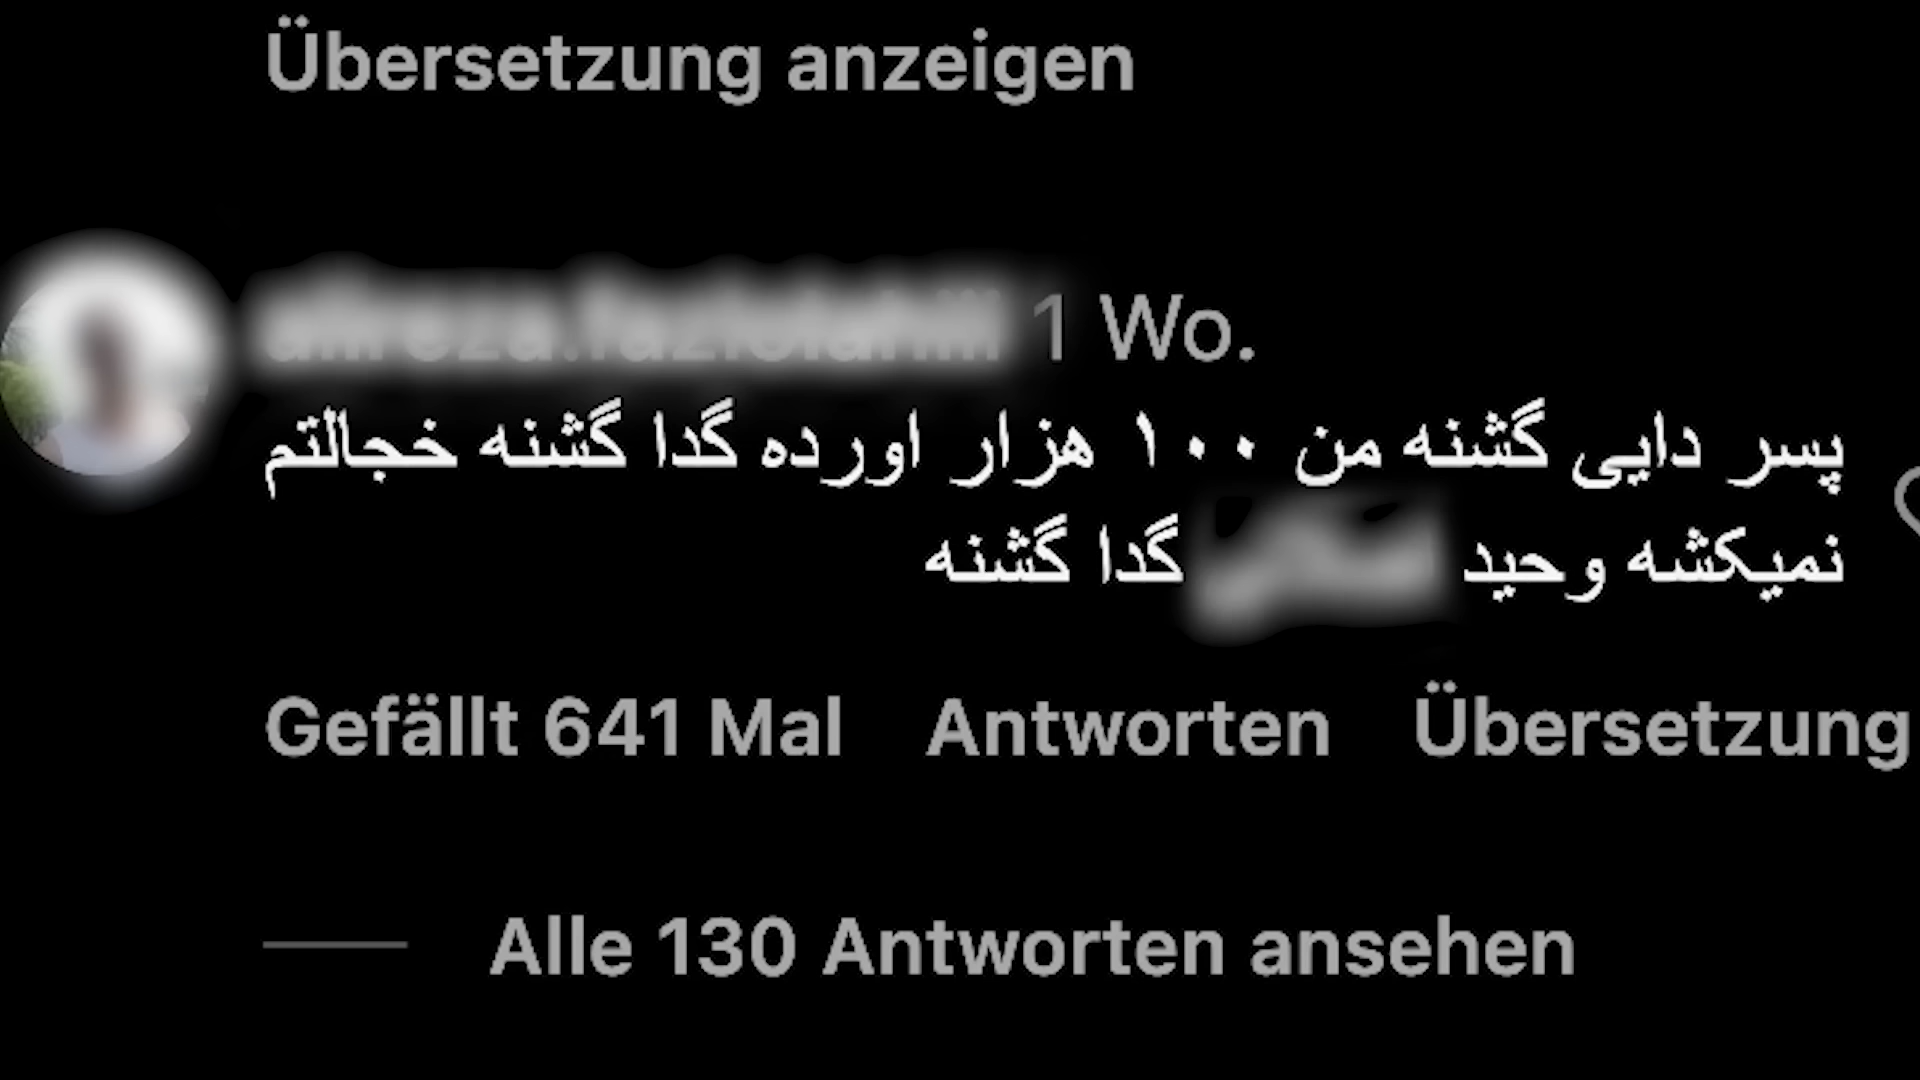 Übersetzung anzeigen
1 Wo.
پسر دایی گشنه من ۱۰۰ هزار اورده گدا گشنه خجالتم
نمیکشه وحید گدا گشنه
Gefällt 641 Mal Antworten Übersetzung
Alle 130 Antworten ansehen